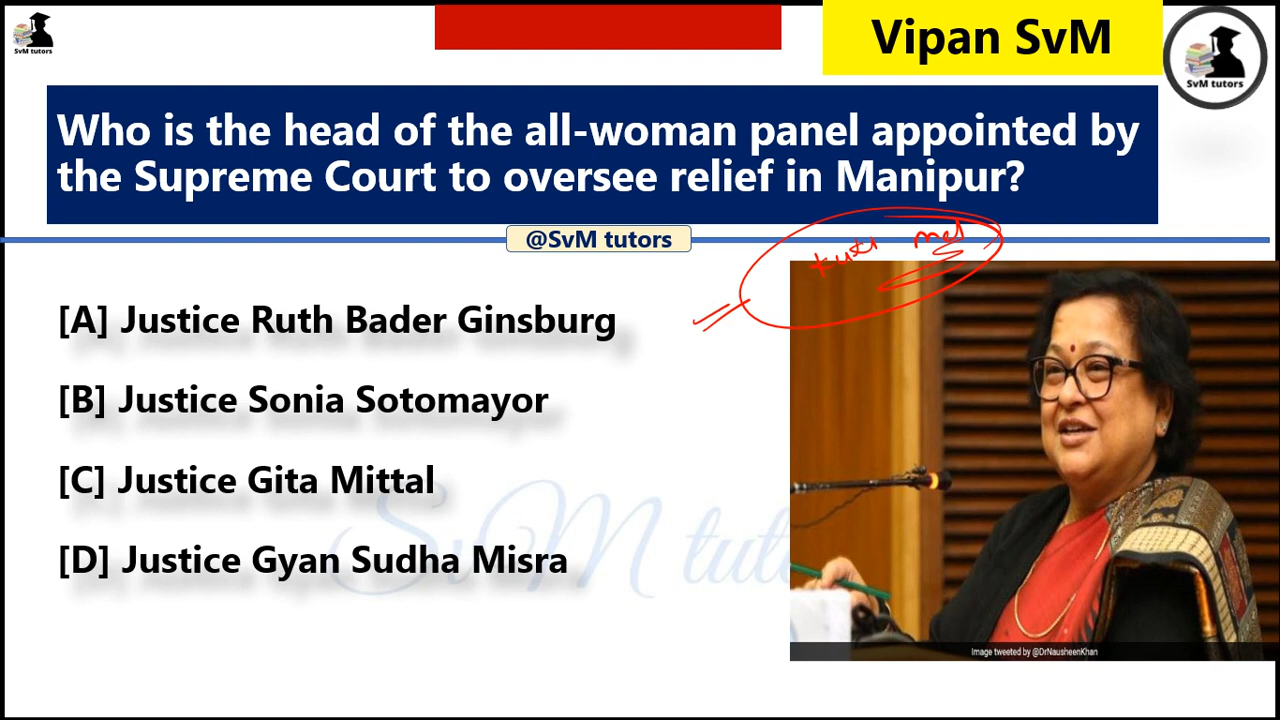 SvM tutors
Vipan SvM
SvM tutors
Who is the head of the all-woman panel appointed by
the Supreme Court to oversee relief in Manipur?
@SvM tutors
[A] Justice Ruth Bader Ginsburg
[B] Justice Sonia Sotomayor
[C] Justice Gita Mittal
[D] Justice Gyan Sudha Misra
SvM tuto
Image tweeted by @DrNausheenKhan